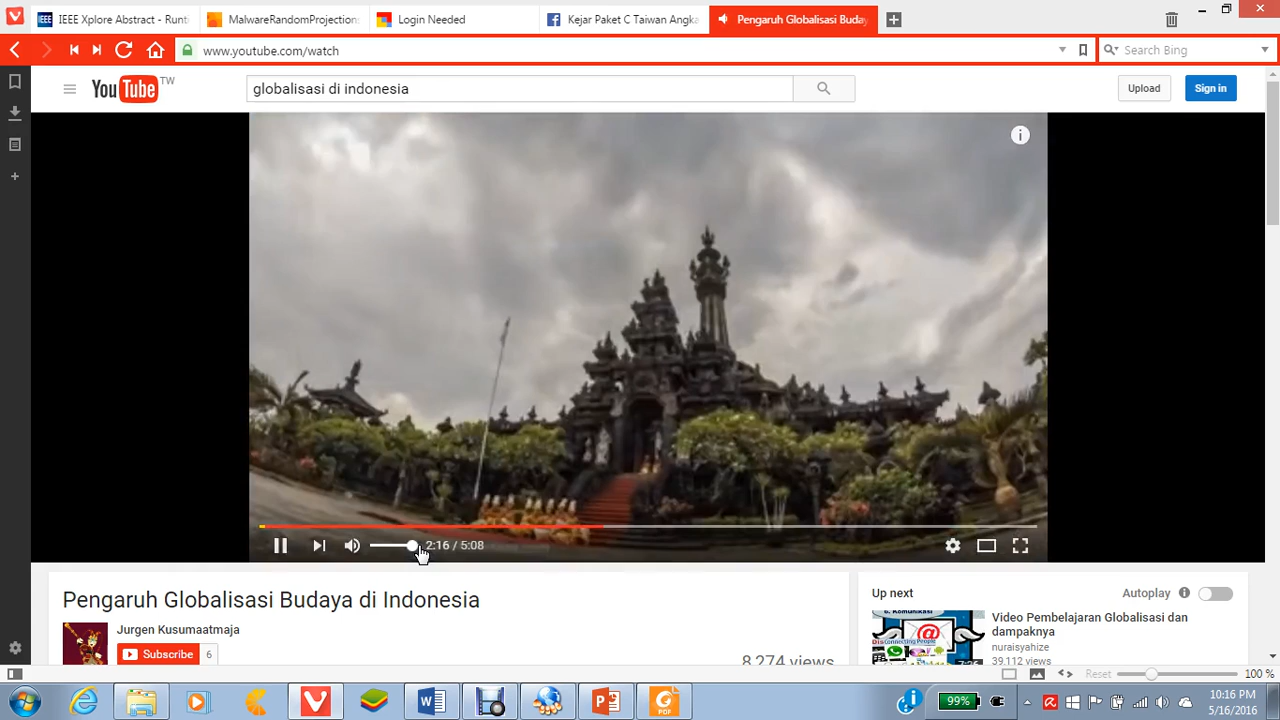 IEEE Xplore Abstract - Runti
MalwareRandomProjections
Login Needed
Kejar Paket C Taiwan Angka
Pengaruh Globalisasi Buday
www.youtube.com/watch
Search Bing
YouTube TW
globalisasi di indonesia
Upload
Sign in
2:16 / 5:08
Pengaruh Globalisasi Budaya di Indonesia
Jurgen Kusumaatmaja
Subscribe 6
8,274 views
Up next
Autoplay
Video Pembelajaran Globalisasi dan
dampaknya
nuraisyahize
39,112 views
7:26
Reset
100 %
99%
10:16 PM
5/16/2016